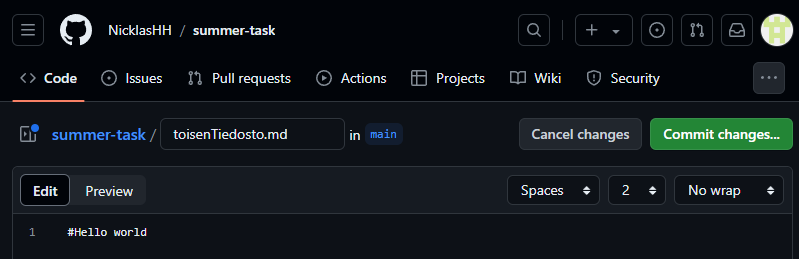 NicklasHH / summer-task
Code Issues Pull requests Actions Projects Wiki Security
summer-task / toisenTiedosto.md in main Cancel changes Commit changes...
Edit Preview Spaces 2 No wrap
1 #Hello world